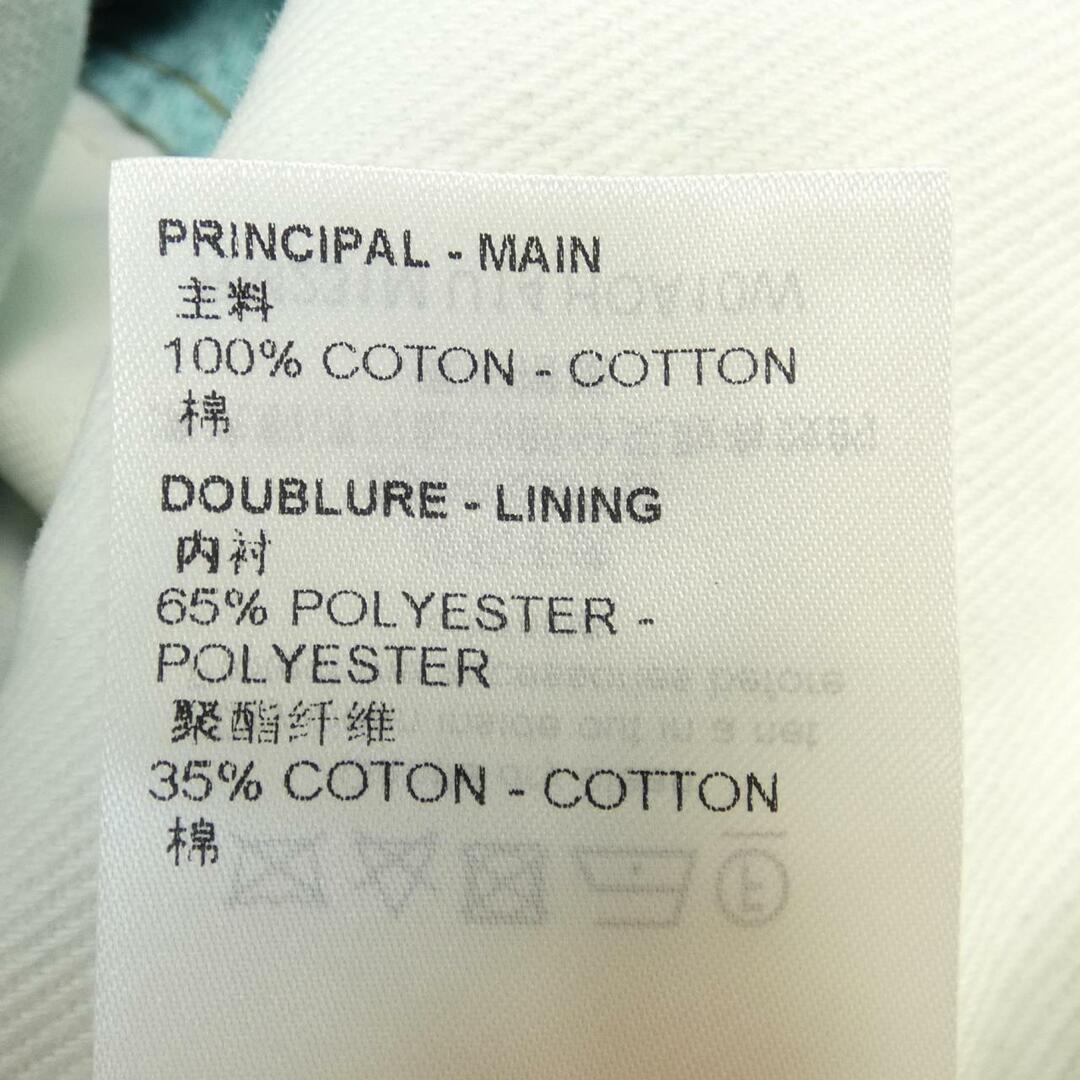 PRINCIPAL - MAIN
主料
100% COTON - COTTON
棉
DOUBLURE - LINING
内衬
65% POLYESTER -
POLYESTER
聚酯纤维
35% COTON - COTTON
棉